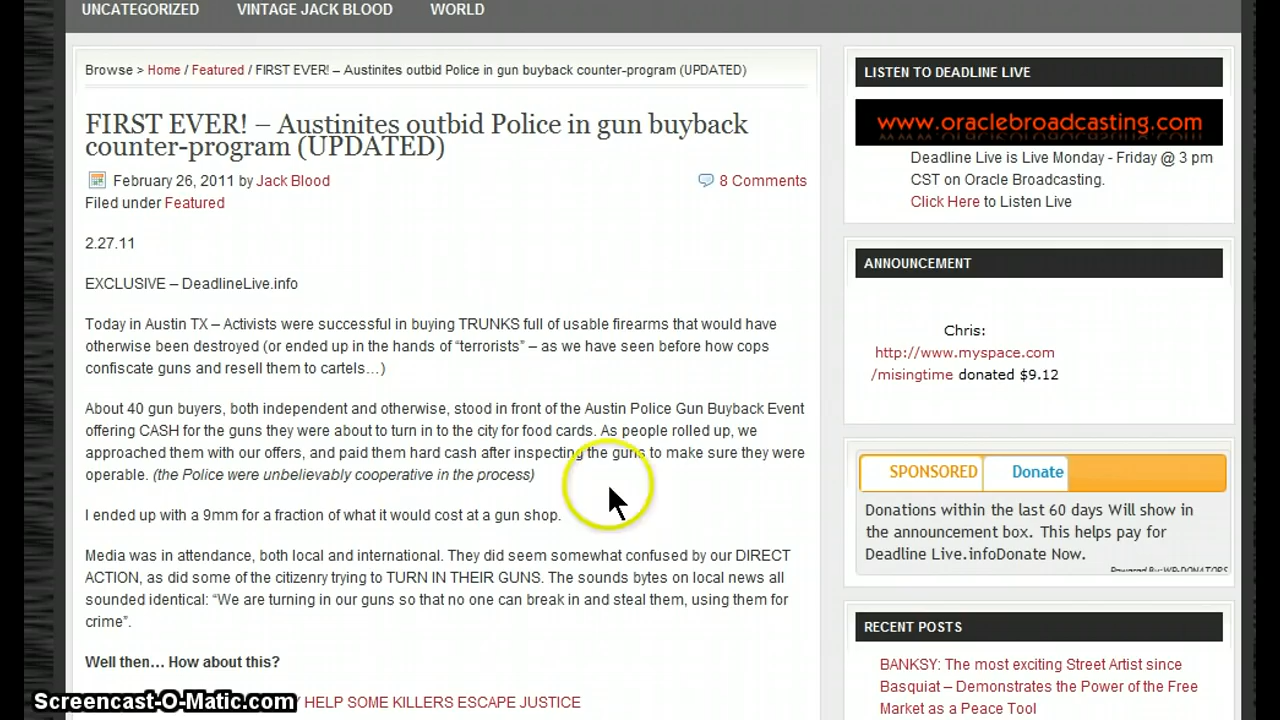 UNCATEGORIZED VINTAGE JACK BLOOD WORLD
Browse > Home / Featured / FIRST EVER! – Austinites outbid Police in gun buyback counter-program (UPDATED)
FIRST EVER! – Austinites outbid Police in gun buyback
counter-program (UPDATED)
February 26, 2011 by Jack Blood 8 Comments
Filed under Featured
2.27.11
EXCLUSIVE – DeadlineLive.info
Today in Austin TX – Activists were successful in buying TRUNKS full of usable firearms that would have
otherwise been destroyed (or ended up in the hands of “terrorists” – as we have seen before how cops
confiscate guns and resell them to cartels…)
About 40 gun buyers, both independent and otherwise, stood in front of the Austin Police Gun Buyback Event
offering CASH for the guns they were about to turn in to the city for food cards. As people rolled up, we
approached them with our offers, and paid them hard cash after inspecting the guns to make sure they were
operable. (the Police were unbelievably cooperative in the process)
I ended up with a 9mm for a fraction of what it would cost at a gun shop.
Media was in attendance, both local and international. They did seem somewhat confused by our DIRECT
ACTION, as did some of the citizenry trying to TURN IN THEIR GUNS. The sounds bytes on local news all
sounded identical: “We are turning in our guns so that no one can break in and steal them, using them for
crime”.
Well then… How about this?
HELP SOME KILLERS ESCAPE JUSTICE
LISTEN TO DEADLINE LIVE
www.oraclebroadcasting.com
Deadline Live is Live Monday - Friday @ 3 pm
CST on Oracle Broadcasting.
Click Here to Listen Live
ANNOUNCEMENT
Chris:
http://www.myspace.com
/misingtime donated $9.12
SPONSORED Donate
Donations within the last 60 days Will show in
the announcement box. This helps pay for
Deadline Live.infoDonate Now.
Powered By:WP-DONATORS
RECENT POSTS
BANKSY: The most exciting Street Artist since
Basquiat – Demonstrates the Power of the Free
Market as a Peace Tool
Screencast-O-Matic.com